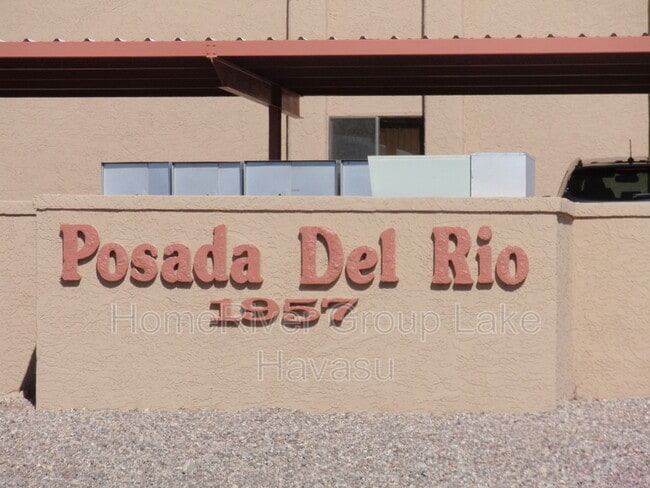 Posada Del Rio
1957
HomeRiver Group Lake
Havasu